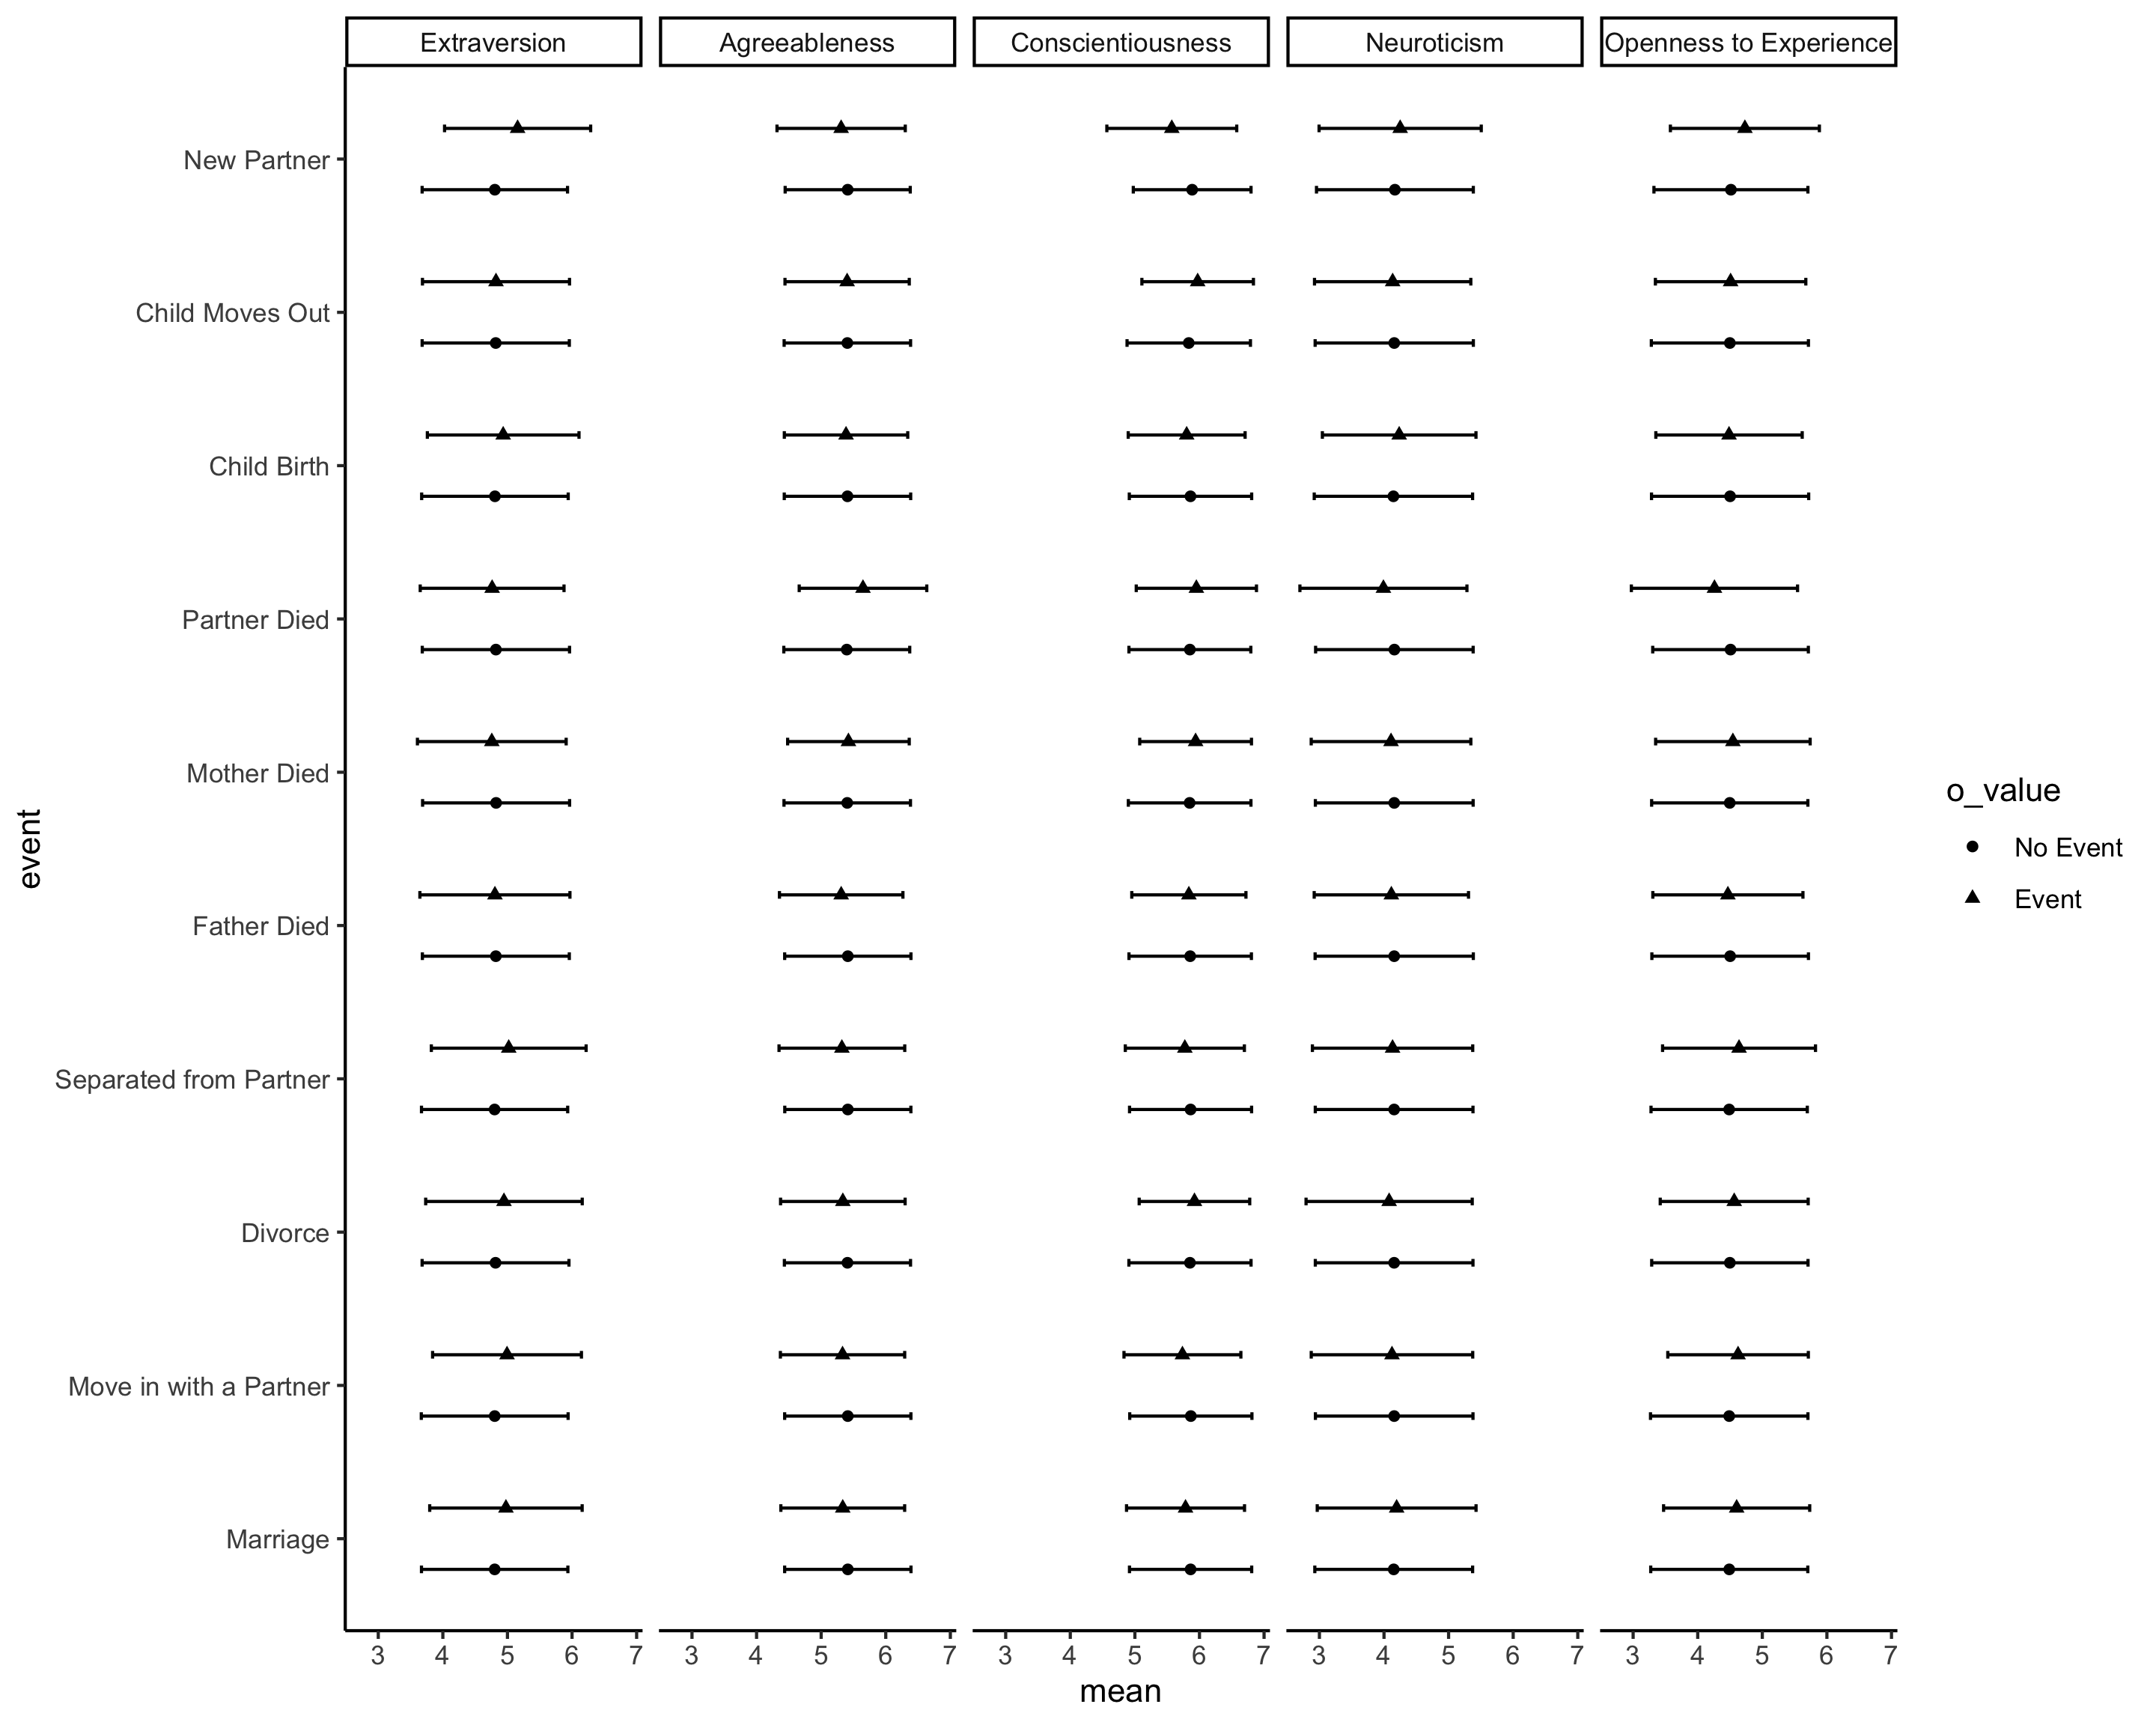 Extraversion Agreeableness Conscientiousness Neuroticism Openness to Experience
New Partner
Child Moves Out
Child Birth
Partner Died
Mother Died
Father Died
Separated from Partner
Divorce
Move in with a Partner
Marriage
event
3 4 5 6 7 3 4 5 6 7 3 4 5 6 7 3 4 5 6 7 3 4 5 6 7
mean
o_value
No Event
Event